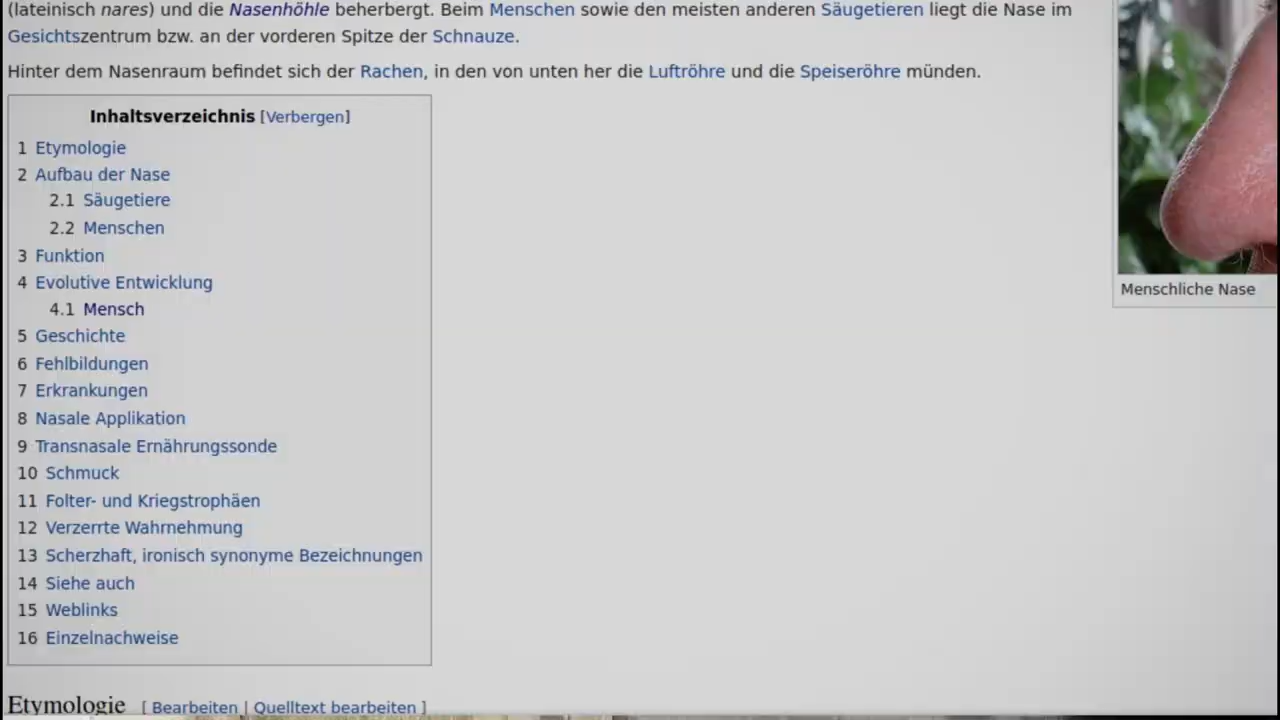 (lateinisch nares) und die Nasenhöhle beherbergt. Beim Menschen sowie den meisten anderen Säugetieren liegt die Nase im
Gesichtszentrum bzw. an der vorderen Spitze der Schnauze.
Hinter dem Nasenraum befindet sich der Rachen, in den von unten her die Luftröhre und die Speiseröhre münden.
Inhaltsverzeichnis [Verbergen]
1 Etymologie
2 Aufbau der Nase
2.1 Säugetiere
2.2 Menschen
3 Funktion
4 Evolutive Entwicklung
4.1 Mensch
5 Geschichte
6 Fehlbildungen
7 Erkrankungen
8 Nasale Applikation
9 Transnasale Ernährungssonde
10 Schmuck
11 Folter- und Kriegstrophäen
12 Verzerrte Wahrnehmung
13 Scherzhaft, ironisch synonyme Bezeichnungen
14 Siehe auch
15 Weblinks
16 Einzelnachweise
Menschliche Nase
Etymologie [ Bearbeiten | Quelltext bearbeiten ]